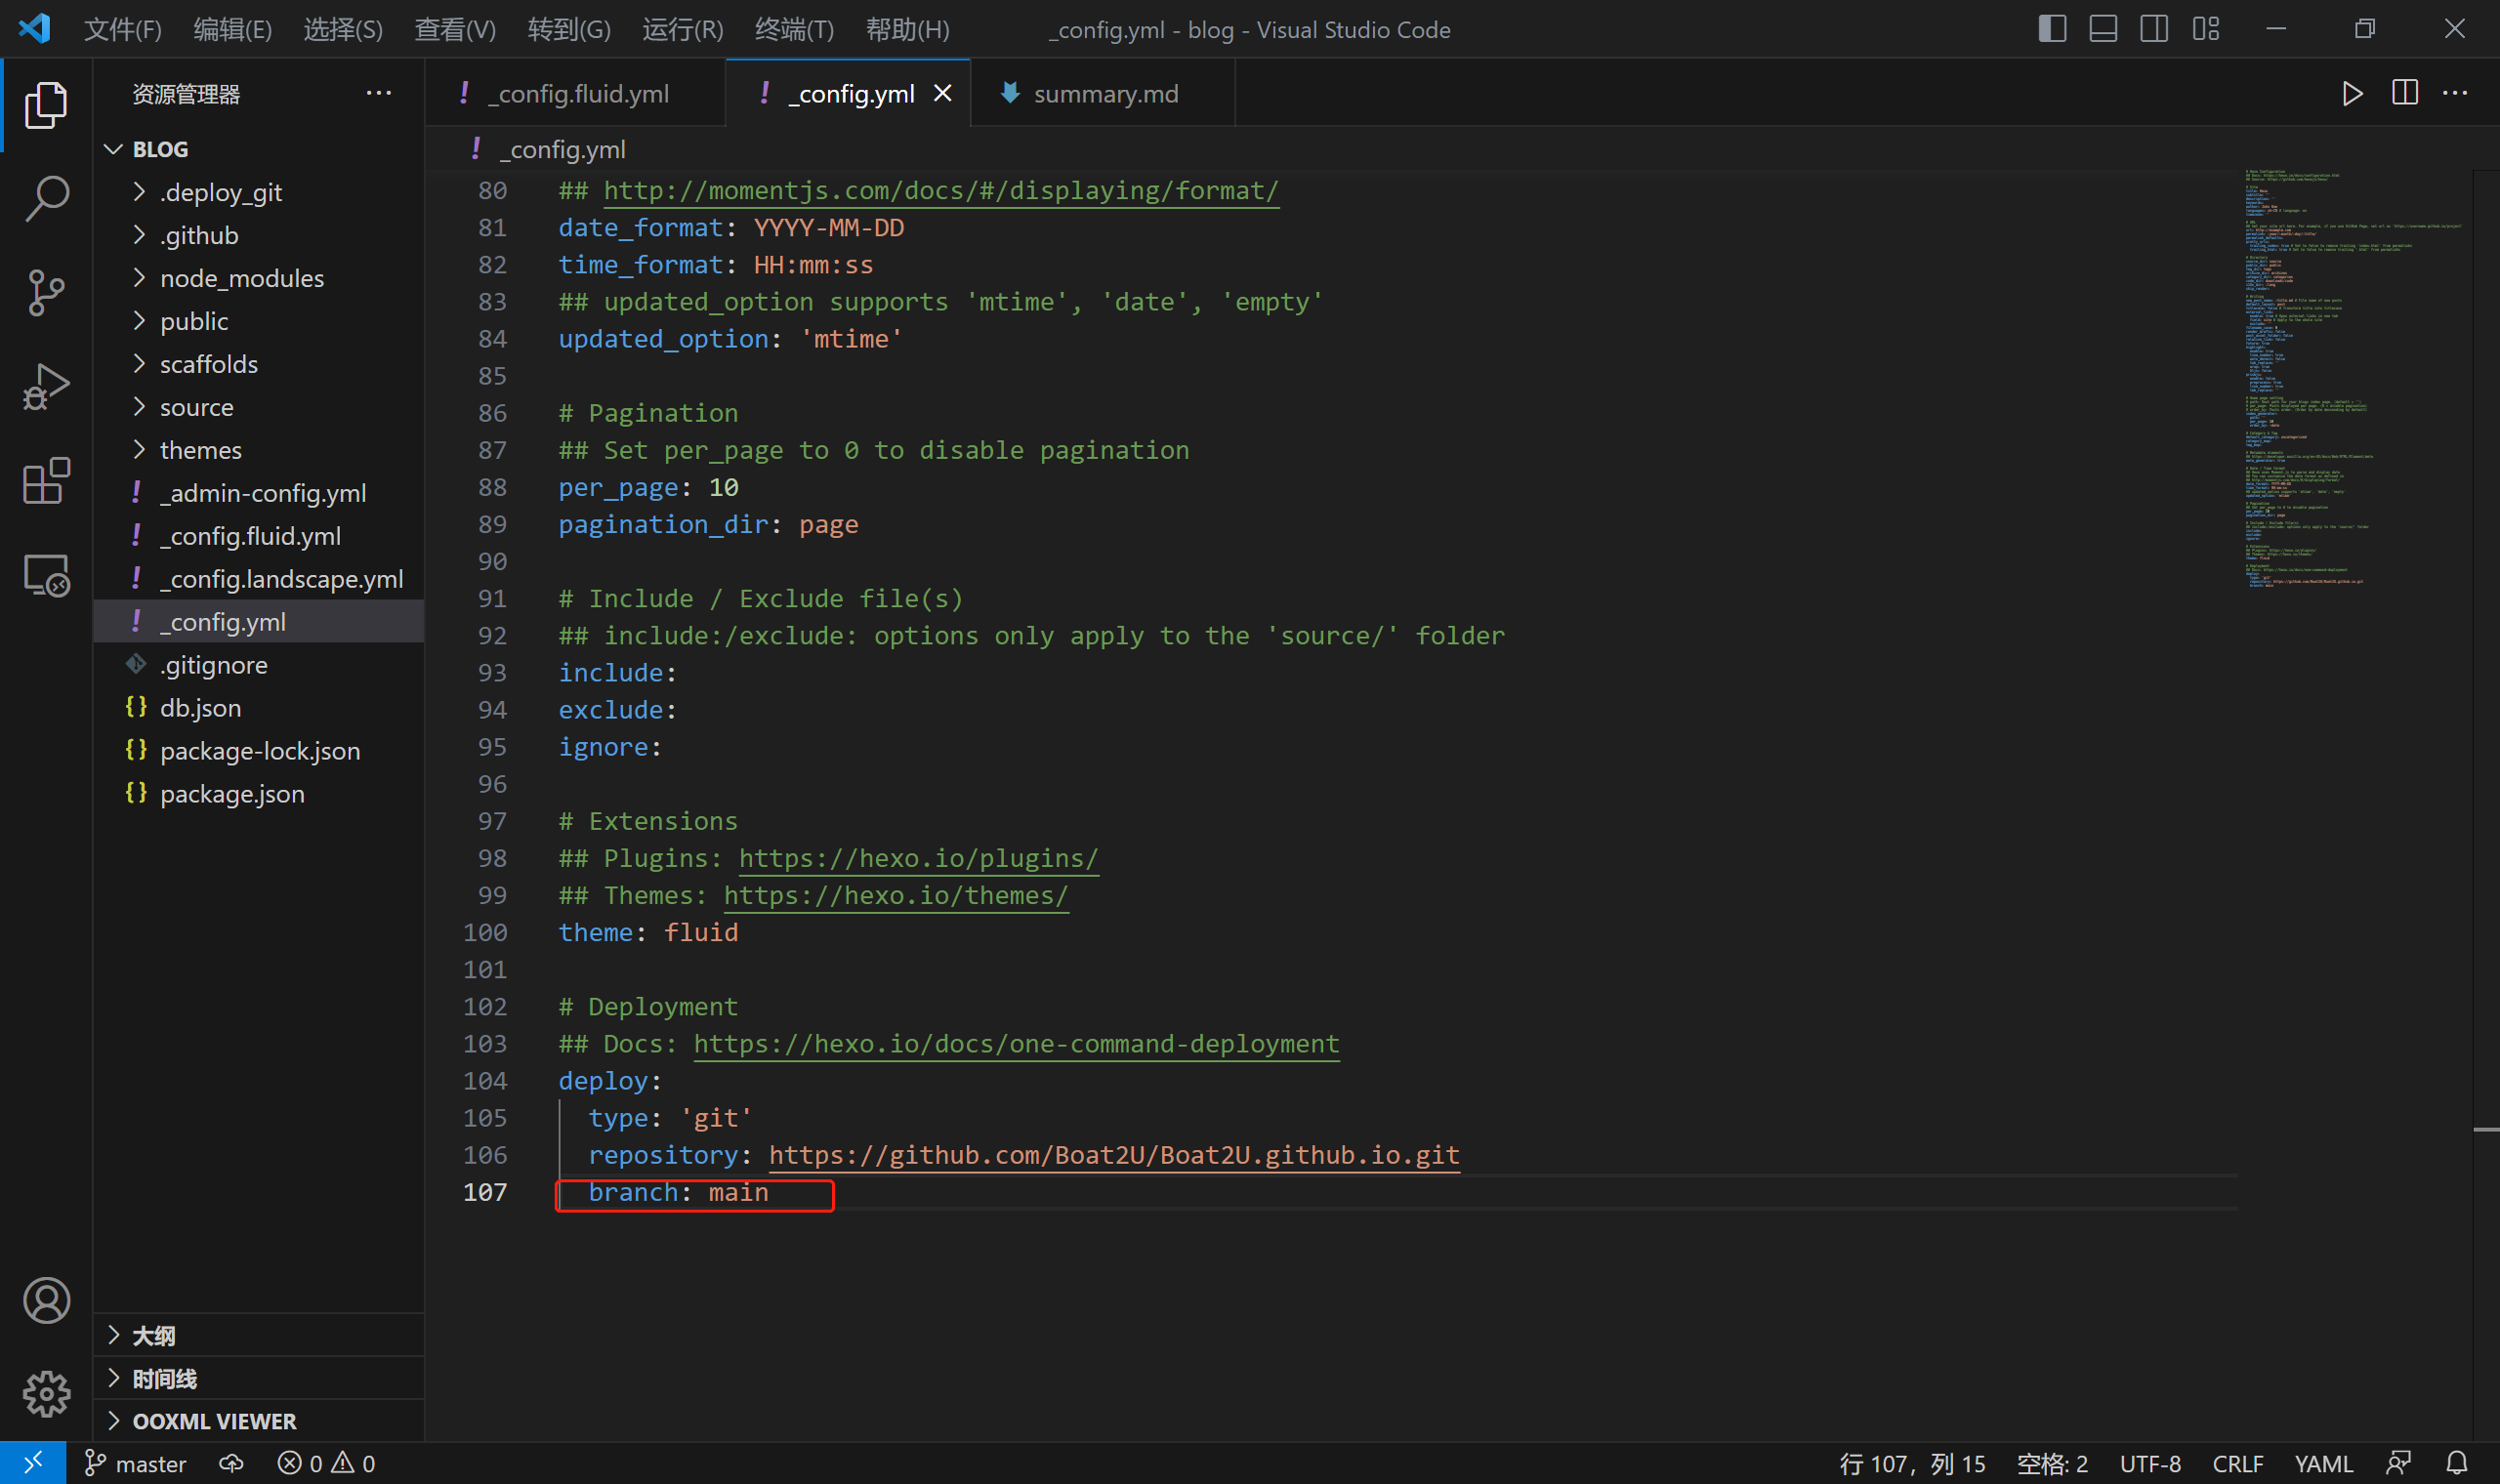 文件(F) 编辑(E) 选择(S) 查看(V) 转到(G) 运行(R) 终端(T) 帮助(H) _config.yml - blog - Visual Studio Code
资源管理器
_config.fluid.yml _config.yml summary.md
BLOG
.deploy_git
.github
node_modules
public
scaffolds
source
themes
_admin-config.yml
_config.fluid.yml
_config.landscape.yml
_config.yml
.gitignore
db.json
package-lock.json
package.json
大纲
时间线
OOXML VIEWER
_config.yml
80 ## http://momentjs.com/docs/#/displaying/format/
81 date_format: YYYY-MM-DD
82 time_format: HH:mm:ss
83 ## updated_option supports 'mtime', 'date', 'empty'
84 updated_option: 'mtime'
85
86 # Pagination
87 ## Set per_page to 0 to disable pagination
88 per_page: 10
89 pagination_dir: page
90
91 # Include / Exclude file(s)
92 ## include:/exclude: options only apply to the 'source/' folder
93 include:
94 exclude:
95 ignore:
96
97 # Extensions
98 ## Plugins: https://hexo.io/plugins/
99 ## Themes: https://hexo.io/themes/
100 theme: fluid
101
102 # Deployment
103 ## Docs: https://hexo.io/docs/one-command-deployment
104 deploy:
105 type: 'git'
106 repository: https://github.com/Boat2U/Boat2U.github.io.git
107 branch: main
master 0 0 行 107，列 15 空格: 2 UTF-8 CRLF YAML